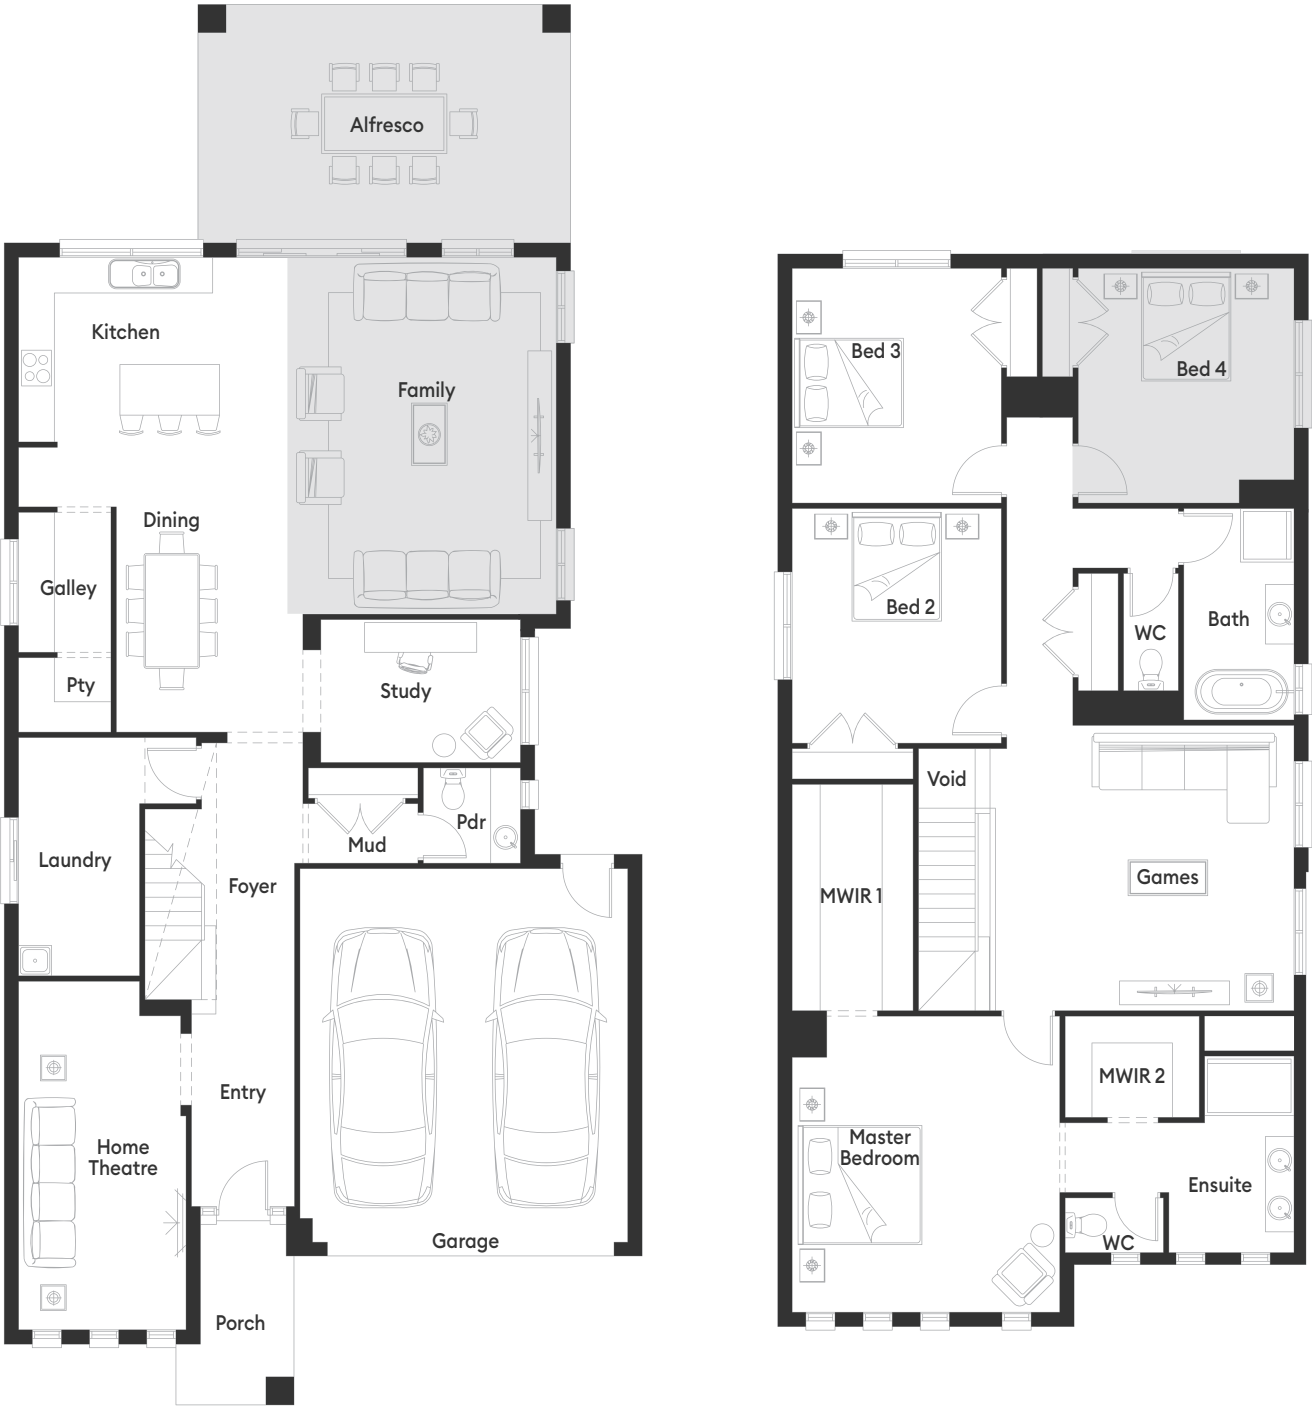 Alfresco
Kitchen
Family
Dining
Galley
Pty
Study
Mud
Pdr
Laundry
Foyer
Entry
Home
Theatre
Garage
Porch
Bed 3
Bed 4
Bed 2
WC
Bath
Void
MWIR 1
Games
MWIR 2
Master
Bedroom
Ensuite
WC